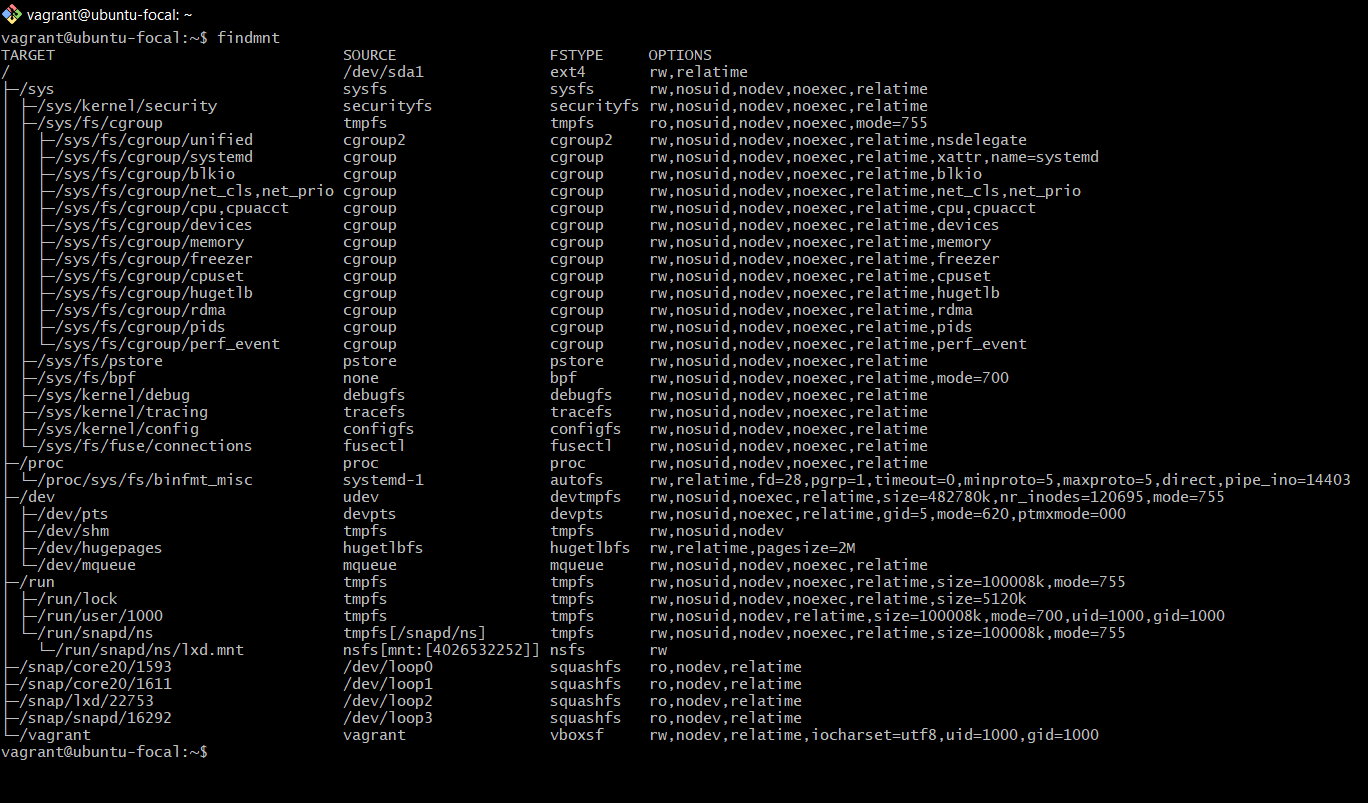 vagrant@ubuntu-focal: ~
vagrant@ubuntu-focal:~$ findmnt
TARGET                                SOURCE                 FSTYPE     OPTIONS
/                                     /dev/sda1              ext4       rw,relatime
├─/sys                                sysfs                  sysfs      rw,nosuid,nodev,noexec,relatime
│ ├─/sys/kernel/security              securityfs             securityfs rw,nosuid,nodev,noexec,relatime
│ ├─/sys/fs/cgroup                    tmpfs                  tmpfs      ro,nosuid,nodev,noexec,mode=755
│ │ ├─/sys/fs/cgroup/unified          cgroup2                cgroup2    rw,nosuid,nodev,noexec,relatime,nsdelegate
│ │ ├─/sys/fs/cgroup/systemd          cgroup                 cgroup     rw,nosuid,nodev,noexec,relatime,xattr,name=systemd
│ │ ├─/sys/fs/cgroup/blkio            cgroup                 cgroup     rw,nosuid,nodev,noexec,relatime,blkio
│ │ ├─/sys/fs/cgroup/net_cls,net_prio cgroup                 cgroup     rw,nosuid,nodev,noexec,relatime,net_cls,net_prio
│ │ ├─/sys/fs/cgroup/cpu,cpuacct      cgroup                 cgroup     rw,nosuid,nodev,noexec,relatime,cpu,cpuacct
│ │ ├─/sys/fs/cgroup/devices          cgroup                 cgroup     rw,nosuid,nodev,noexec,relatime,devices
│ │ ├─/sys/fs/cgroup/memory           cgroup                 cgroup     rw,nosuid,nodev,noexec,relatime,memory
│ │ ├─/sys/fs/cgroup/freezer          cgroup                 cgroup     rw,nosuid,nodev,noexec,relatime,freezer
│ │ ├─/sys/fs/cgroup/cpuset           cgroup                 cgroup     rw,nosuid,nodev,noexec,relatime,cpuset
│ │ ├─/sys/fs/cgroup/hugetlb          cgroup                 cgroup     rw,nosuid,nodev,noexec,relatime,hugetlb
│ │ ├─/sys/fs/cgroup/rdma             cgroup                 cgroup     rw,nosuid,nodev,noexec,relatime,rdma
│ │ ├─/sys/fs/cgroup/pids             cgroup                 cgroup     rw,nosuid,nodev,noexec,relatime,pids
│ │ └─/sys/fs/cgroup/perf_event       cgroup                 cgroup     rw,nosuid,nodev,noexec,relatime,perf_event
│ ├─/sys/fs/pstore                    pstore                 pstore     rw,nosuid,nodev,noexec,relatime
│ ├─/sys/fs/bpf                       none                   bpf        rw,nosuid,nodev,noexec,relatime,mode=700
│ ├─/sys/kernel/debug                 debugfs                debugfs    rw,nosuid,nodev,noexec,relatime
│ ├─/sys/kernel/tracing               tracefs                tracefs    rw,nosuid,nodev,noexec,relatime
│ ├─/sys/kernel/config                configfs               configfs   rw,nosuid,nodev,noexec,relatime
│ └─/sys/fs/fuse/connections          fusectl                fusectl    rw,nosuid,nodev,noexec,relatime
├─/proc                               proc                   proc       rw,nosuid,nodev,noexec,relatime
│ └─/proc/sys/fs/binfmt_misc          systemd-1              autofs     rw,relatime,fd=28,pgrp=1,timeout=0,minproto=5,maxproto=5,direct,pipe_ino=14403
├─/dev                                udev                   devtmpfs   rw,nosuid,noexec,relatime,size=482780k,nr_inodes=120695,mode=755
│ ├─/dev/pts                          devpts                 devpts     rw,nosuid,noexec,relatime,gid=5,mode=620,ptmxmode=000
│ ├─/dev/shm                          tmpfs                  tmpfs      rw,nosuid,nodev
│ ├─/dev/hugepages                    hugetlbfs              hugetlbfs  rw,relatime,pagesize=2M
│ └─/dev/mqueue                       mqueue                 mqueue     rw,nosuid,nodev,noexec,relatime
├─/run                                tmpfs                  tmpfs      rw,nosuid,nodev,noexec,relatime,size=100008k,mode=755
│ ├─/run/lock                         tmpfs                  tmpfs      rw,nosuid,nodev,noexec,relatime,size=5120k
│ ├─/run/user/1000                    tmpfs                  tmpfs      rw,nosuid,nodev,relatime,size=100008k,mode=700,uid=1000,gid=1000
│ └─/run/snapd/ns                     tmpfs[/snapd/ns]       tmpfs      rw,nosuid,nodev,noexec,relatime,size=100008k,mode=755
│   └─/run/snapd/ns/lxd.mnt           nsfs[mnt:[4026532252]] nsfs       rw
├─/snap/core20/1593                   /dev/loop0             squashfs   ro,nodev,relatime
├─/snap/core20/1611                   /dev/loop1             squashfs   ro,nodev,relatime
├─/snap/lxd/22753                     /dev/loop2             squashfs   ro,nodev,relatime
├─/snap/snapd/16292                   /dev/loop3             squashfs   ro,nodev,relatime
└─/vagrant                            vagrant                vboxsf     rw,nodev,relatime,iocharset=utf8,uid=1000,gid=1000
vagrant@ubuntu-focal:~$